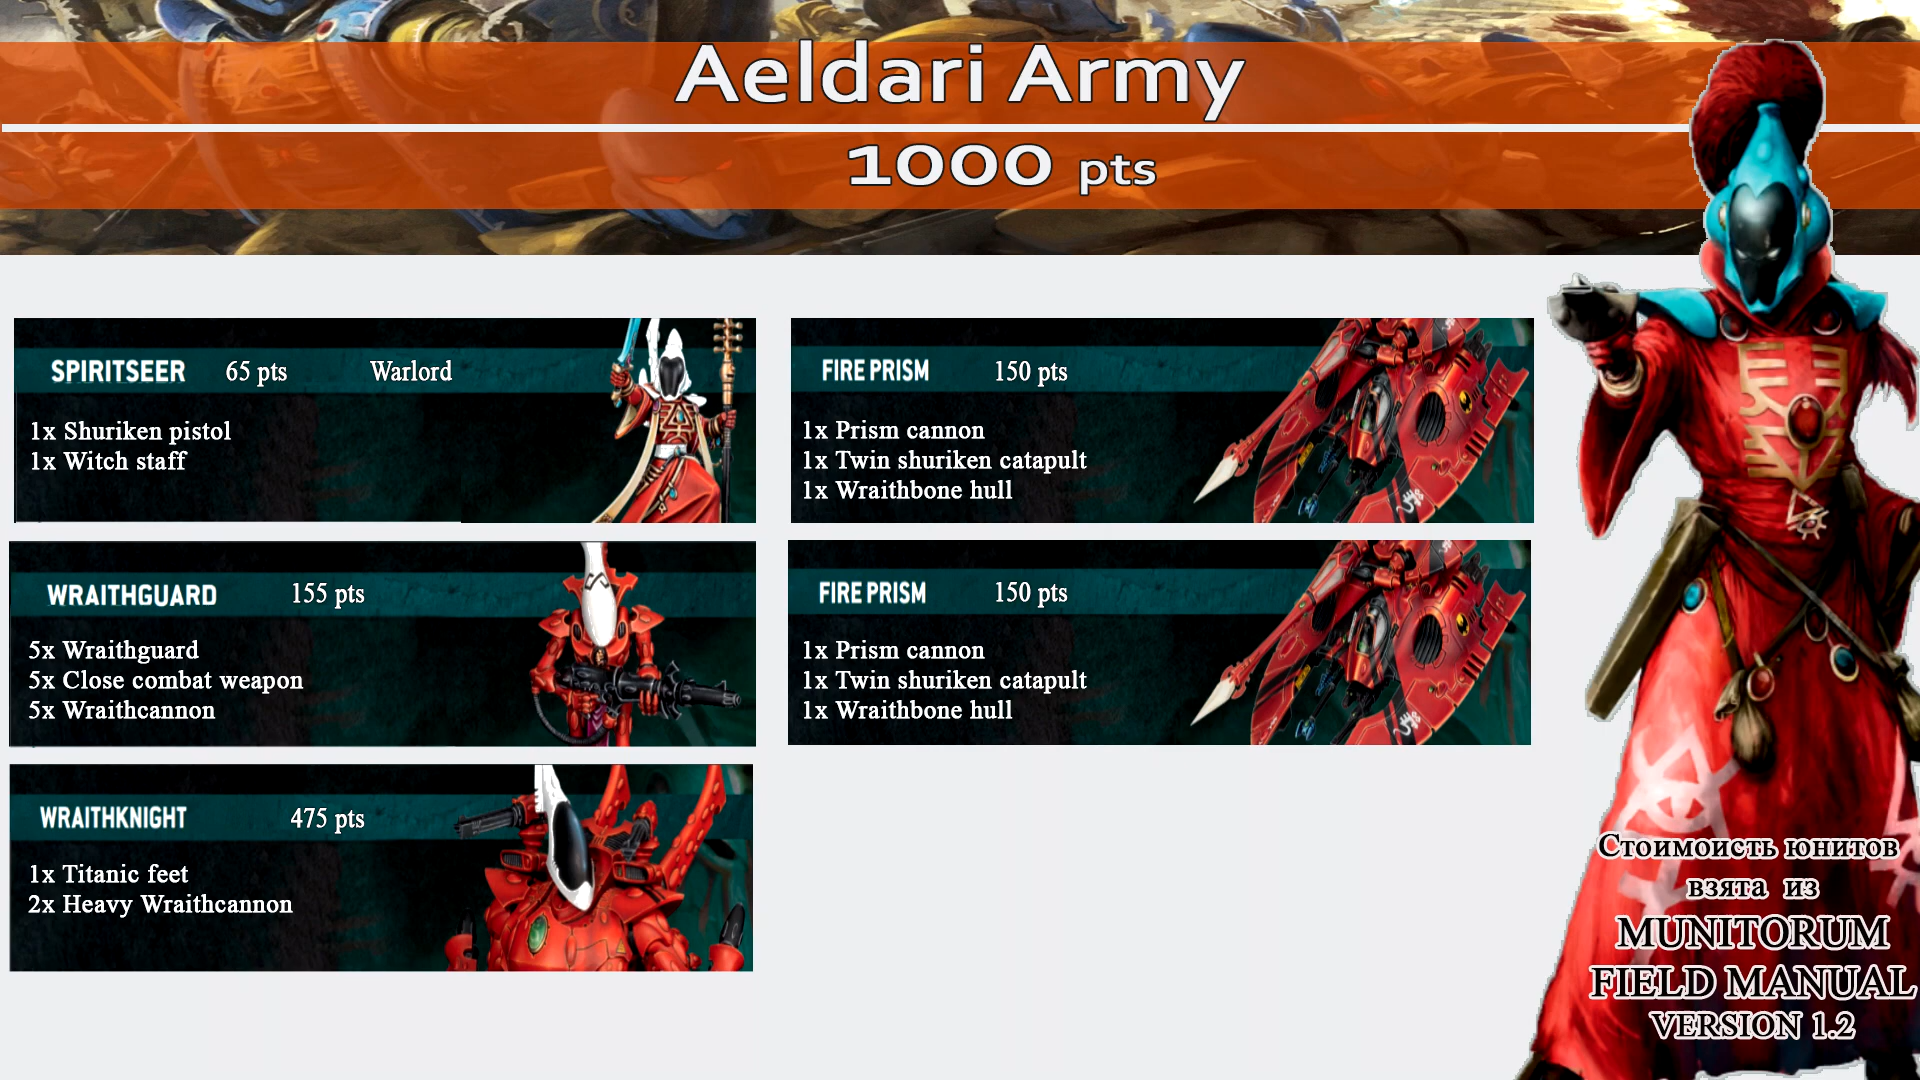 Aeldari Army
1000 pts
SPIRITSEER 65 pts Warlord
1x Shuriken pistol
1x Witch staff
WRAITHGUARD 155 pts
5x Wraithguard
5x Close combat weapon
5x Wraithcannon
WRAITHKNIGHT 475 pts
1x Titanic feet
2x Heavy Wraithcannon
FIRE PRISM 150 pts
1x Prism cannon
1x Twin shuriken catapult
1x Wraithbone hull
FIRE PRISM 150 pts
1x Prism cannon
1x Twin shuriken catapult
1x Wraithbone hull
Стоимоисть юнитов
взята из
MUNITORUM
FIELD MANUAL
VERSION 1.2